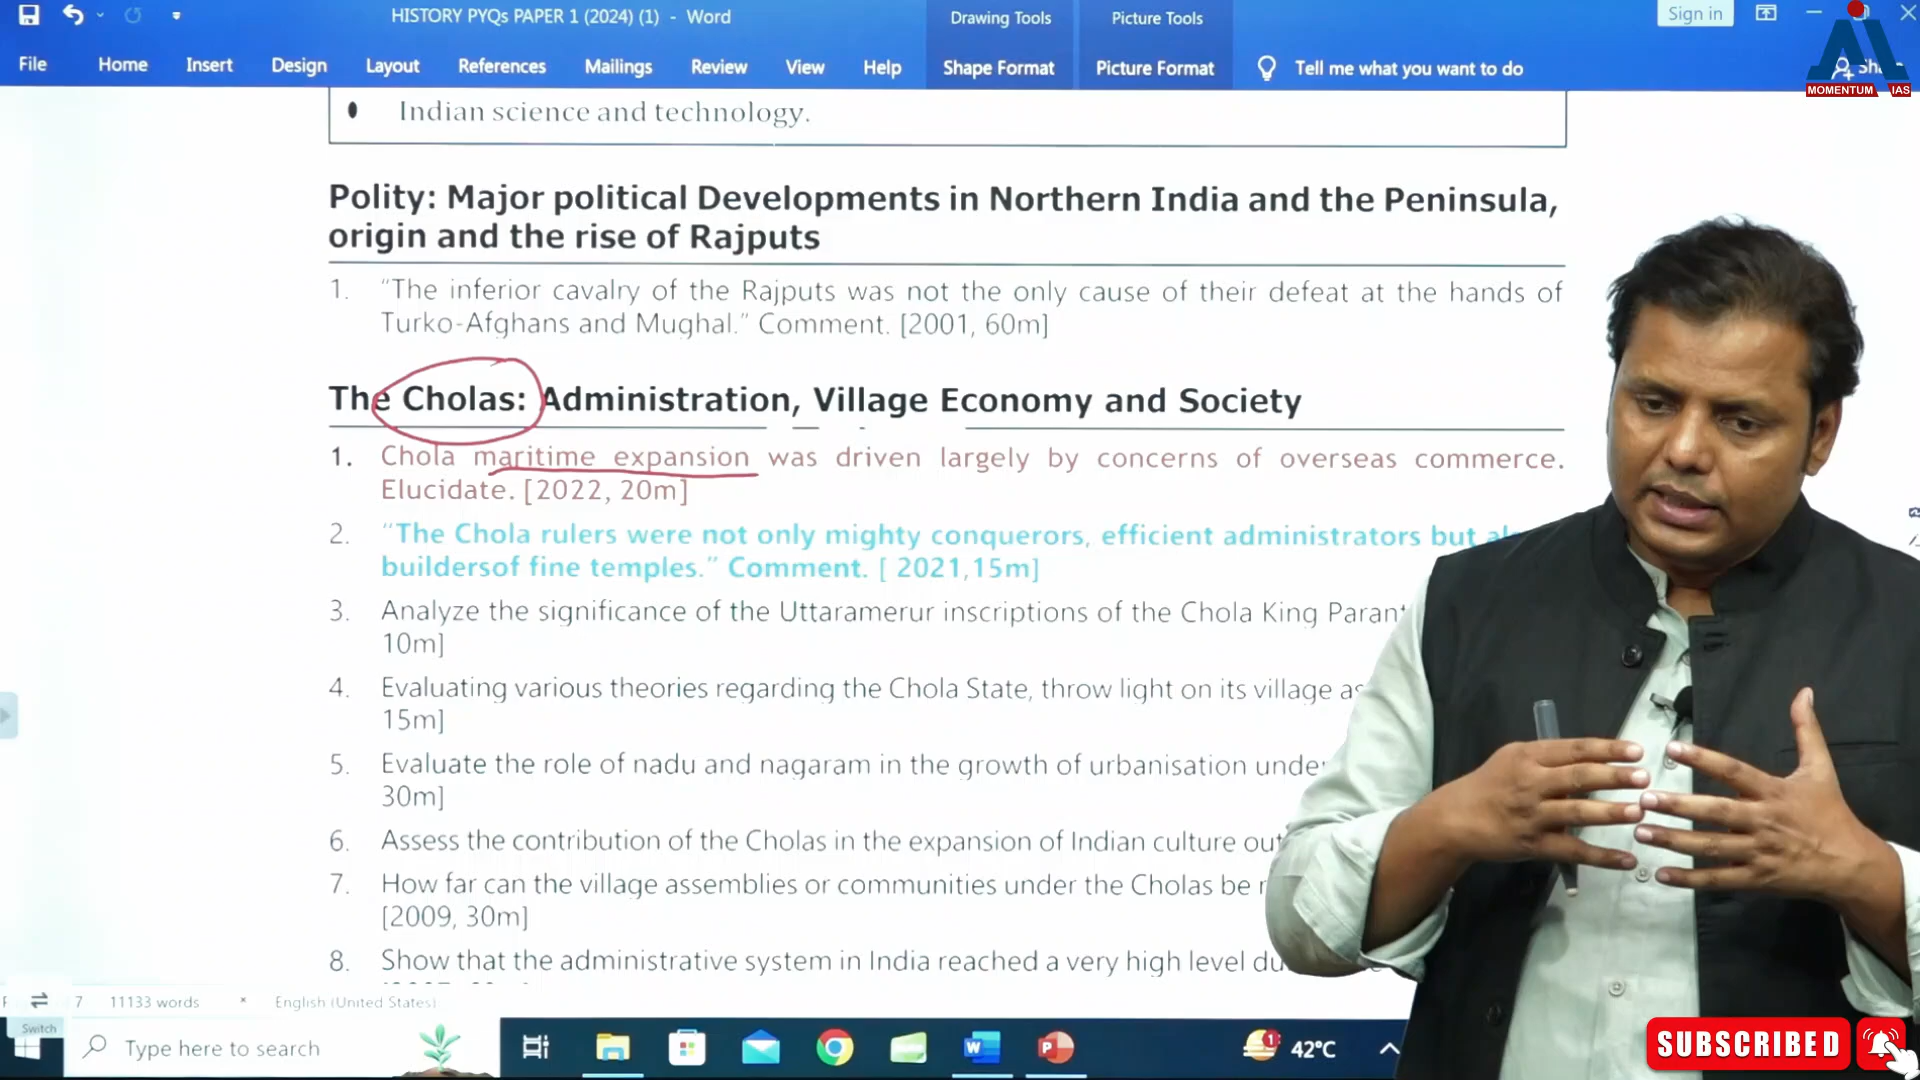 HISTORY PYQs PAPER 1 (2024) (1) - Word
Drawing Tools
Picture Tools
Sign in
File Home Insert Design Layout References Mailings Review View Help Shape Format Picture Format Tell me what you want to do
MOMENTUM IAS
• Indian science and technology.
Polity: Major political Developments in Northern India and the Peninsula,
origin and the rise of Rajputs
1. "The inferior cavalry of the Rajputs was not the only cause of their defeat at the hands of
Turko-Afghans and Mughal." Comment. [2001, 60m]
The Cholas: Administration, Village Economy and Society
1. Chola maritime expansion was driven largely by concerns of overseas commerce.
Elucidate. [2022, 20m]
2. "The Chola rulers were not only mighty conquerors, efficient administrators but
buildersof fine temples." Comment. [ 2021,15m]
3. Analyze the significance of the Uttaramerur inscriptions of the Chola King
10m]
4. Evaluating various theories regarding the Chola State, throw light on its village
15m]
5. Evaluate the role of nadu and nagaram in the growth of urbanisation
30m]
6. Assess the contribution of the Cholas in the expansion of Indian culture
7. How far can the village assemblies or communities under the Cholas be
[2009, 30m]
8. Show that the administrative system in India reached a very high level
7 11133 words English (United States)
Switch
Type here to search
1
42°C
SUBSCRIBED